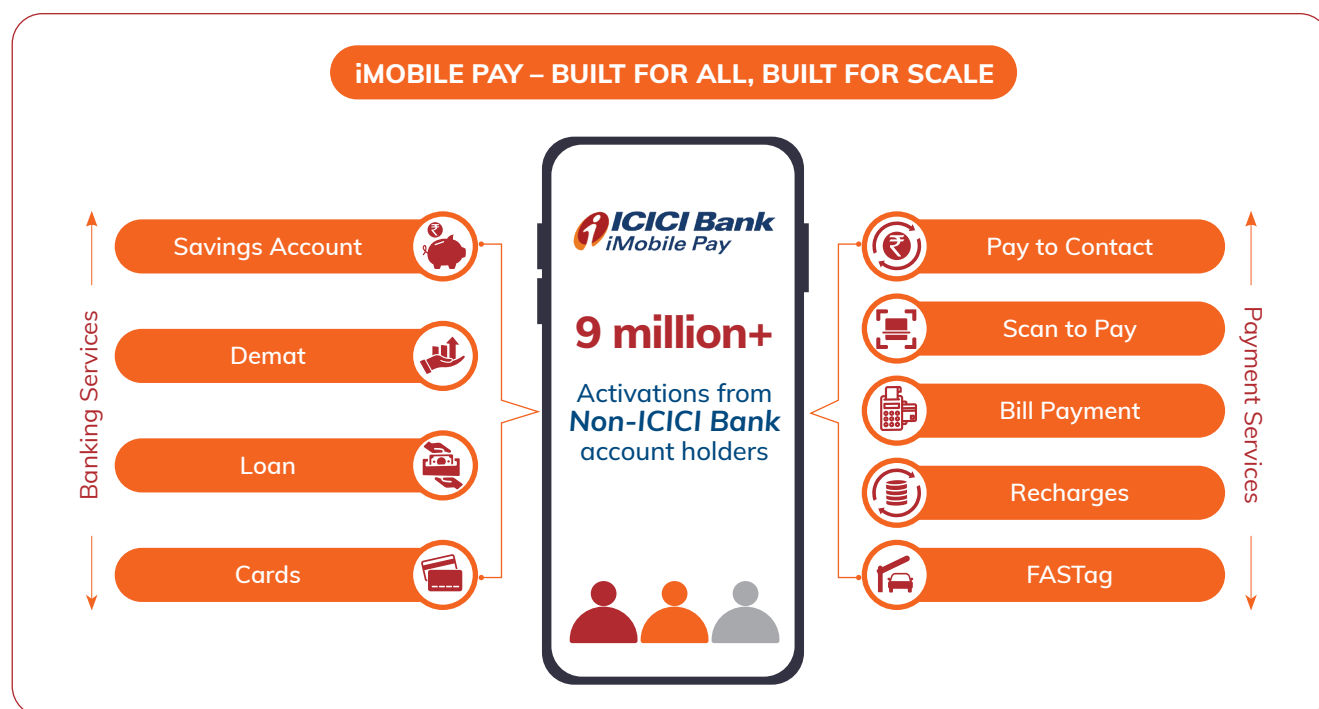 iMOBILE PAY – BUILT FOR ALL, BUILT FOR SCALE
Banking Services
Savings Account
Demat
Loan
Cards
ICICI Bank
iMobile Pay
9 million+
Activations from
Non-ICICI Bank
account holders
Pay to Contact
Scan to Pay
Bill Payment
Recharges
FASTag
Payment Services